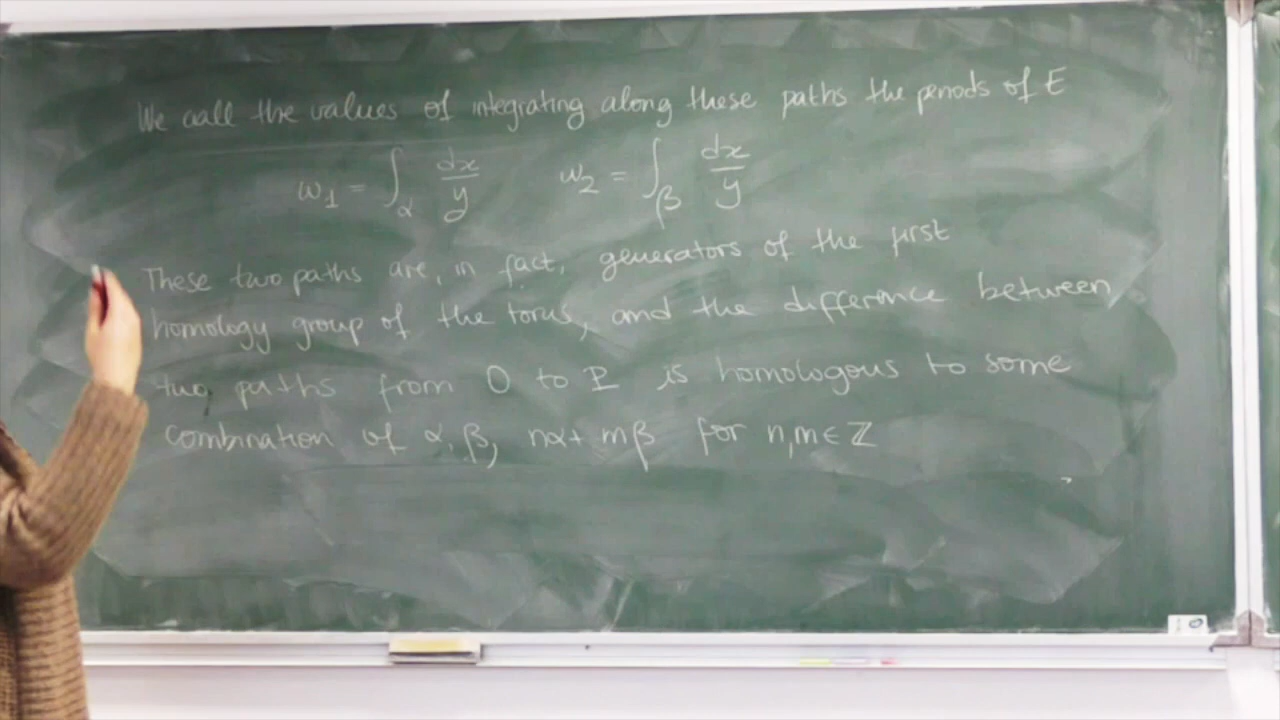 We call the values of integrating along these paths the periods of E
ω₁ = ∫_α dx/y   ω₂ = ∫_β dx/y
These two paths are, in fact, generators of the first
homology group of the torus, and the difference between
two paths from O to P is homologous to some
combination of α, β, nα + mβ for n,m ∈ ℤ